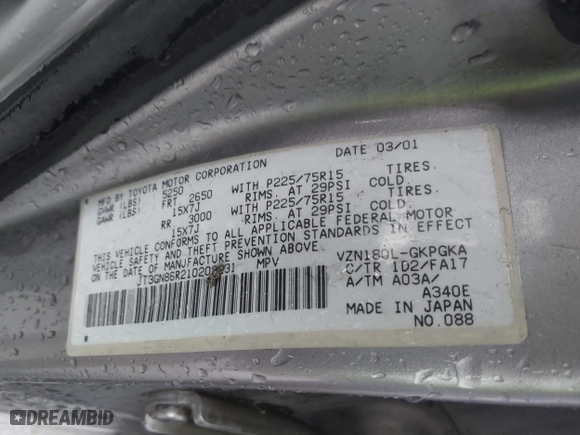 MFD BY TOYOTA MOTOR CORPORATION DATE 03/01
GVWR (LBS) 5250
GAWR (LBS) FRT 2650 WITH P225/75R15 TIRES.
15X7J RIMS. AT 29PSI COLD.
RR 3000 WITH P225/75R15 TIRES.
15X7J RIMS. AT 29PSI COLD.
THIS VEHICLE CONFORMS TO ALL APPLICABLE FEDERAL MOTOR
VEHICLE SAFETY AND THEFT PREVENTION STANDARDS IN EFFECT
ON THE DATE OF MANUFACTURE SHOWN ABOVE.
MPV
VZN180L-GKPGKA
C/TR 1D2/FA17
A/TM A03A/
A340E
MADE IN JAPAN
NO.088
DREAMBID